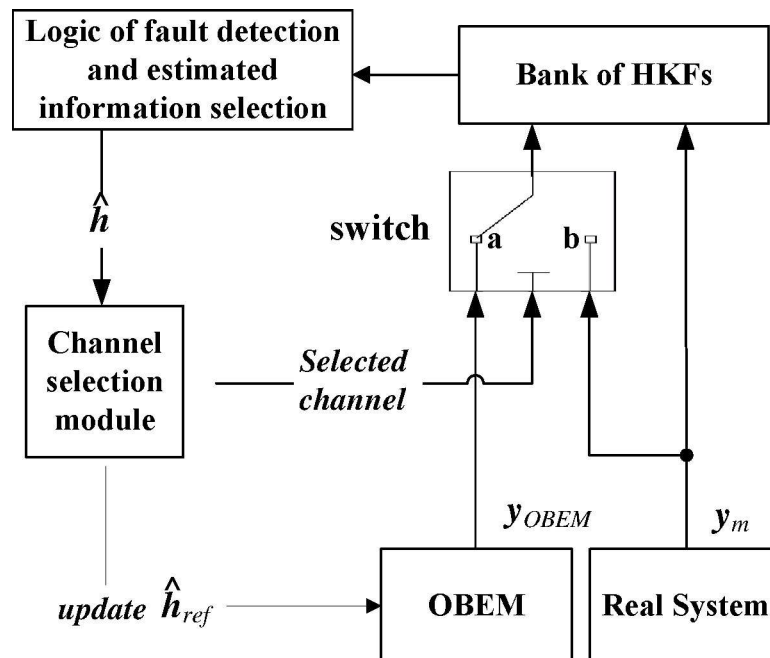 Logic of fault detection
and estimated
information selection
Bank of HKFs
ĥ
switch
a
b
Channel
selection
module
Selected
channel
y_OBEM
y_m
update ĥ_ref
OBEM
Real System